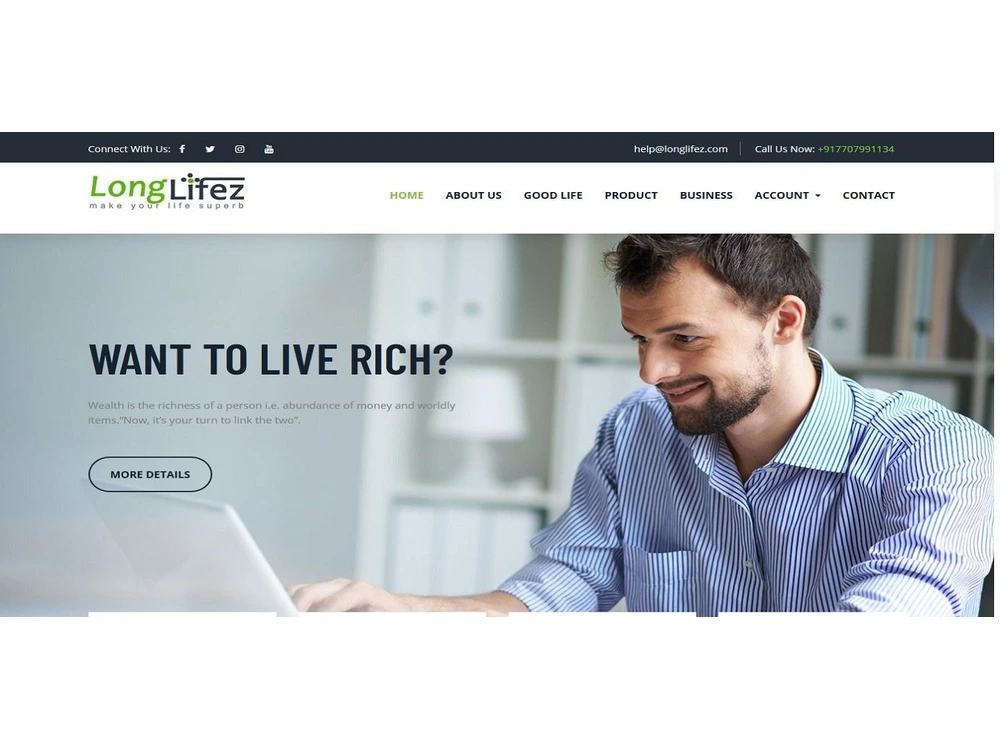 Connect With Us:
help@longlifez.com
Call Us Now: +917707991134
LongLifez
make your life superb
HOME ABOUT US GOOD LIFE PRODUCT BUSINESS ACCOUNT CONTACT
WANT TO LIVE RICH?
Wealth is the richness of a person i.e. abundance of money and worldly
items.“Now, it’s your turn to link the two”.
MORE DETAILS